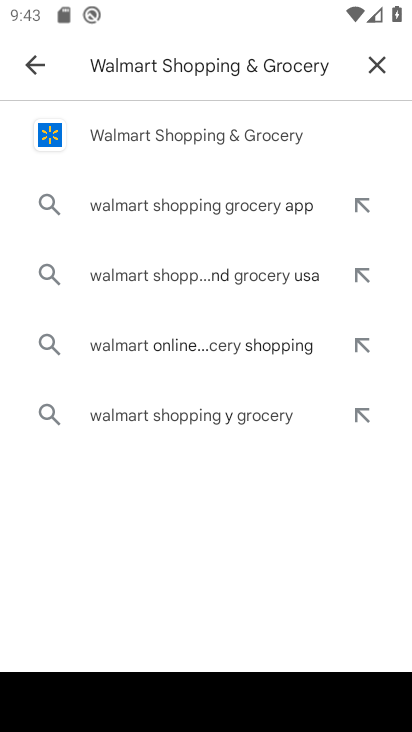 9:43
Walmart Shopping & Grocery
Walmart Shopping & Grocery
walmart shopping grocery app
walmart shopp...nd grocery usa
walmart online...cery shopping
walmart shopping y grocery